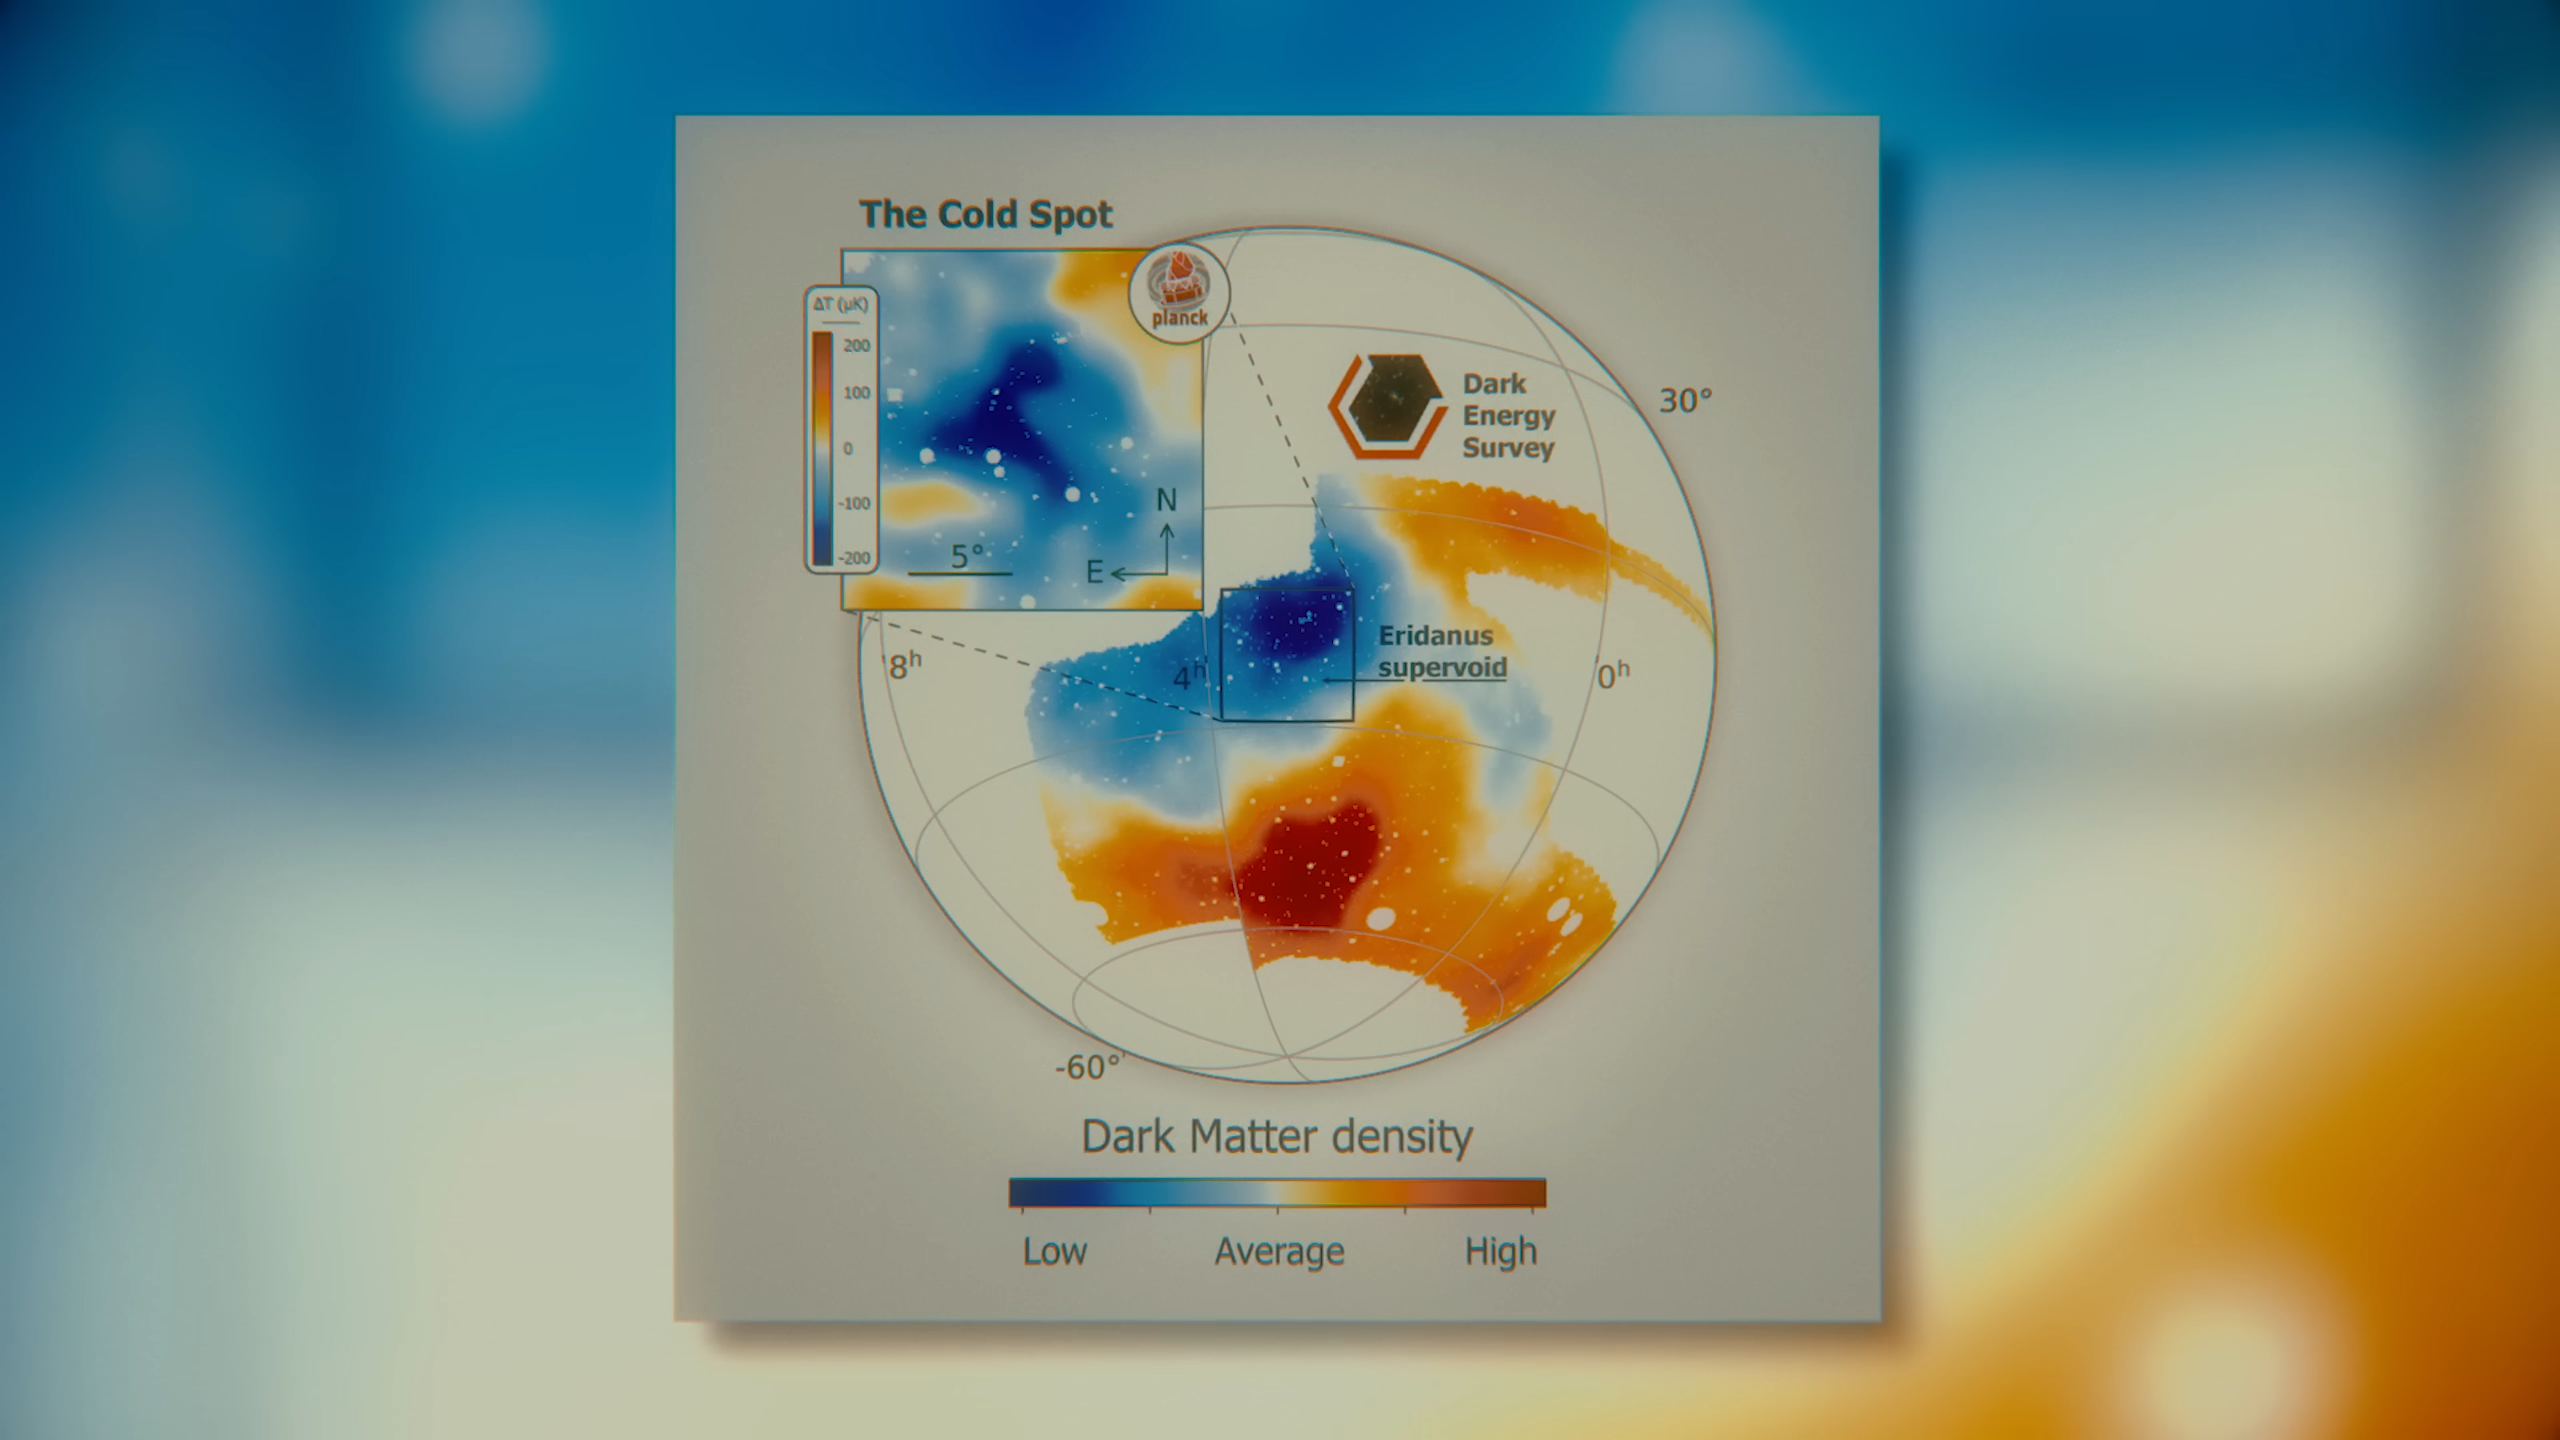 The Cold Spot
planck
ΔT (μK)
200
100
0
-100
-200
5°
N
E
Dark
Energy
Survey
30°
Eridanus
supervoid
8h
4h
0h
-60°
Dark Matter density
Low Average High